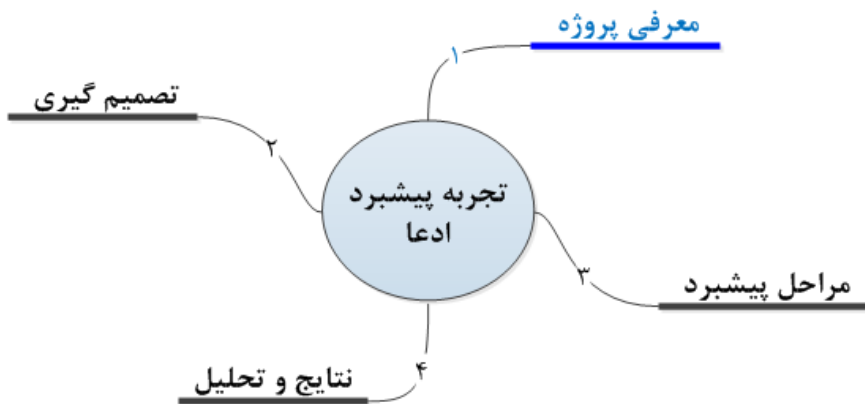 معرفی پروژه
۱
تصمیم گیری
۲
تجربه پیشبرد
ادعا
مراحل پیشبرد
۳
نتایج و تحلیل
۴